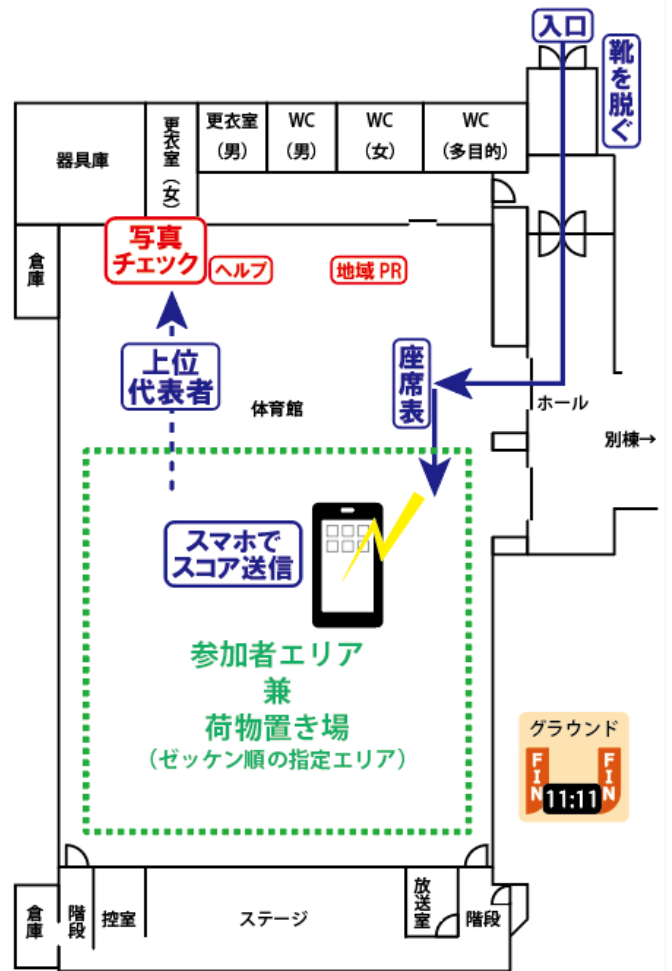 入口
靴を脱ぐ
器具庫
更衣室（女）
更衣室
（男）
WC
（男）
WC
（女）
WC
（多目的）
倉庫
写真
チェック
ヘルプ
地域 PR
上位
代表者
座席表
体育館
ホール
別棟→
スマホで
スコア送信
参加者エリア
兼
荷物置き場
（ゼッケン順の指定エリア）
グラウンド
FIN
11:11
FIN
倉庫
階段
控室
ステージ
放送室
階段